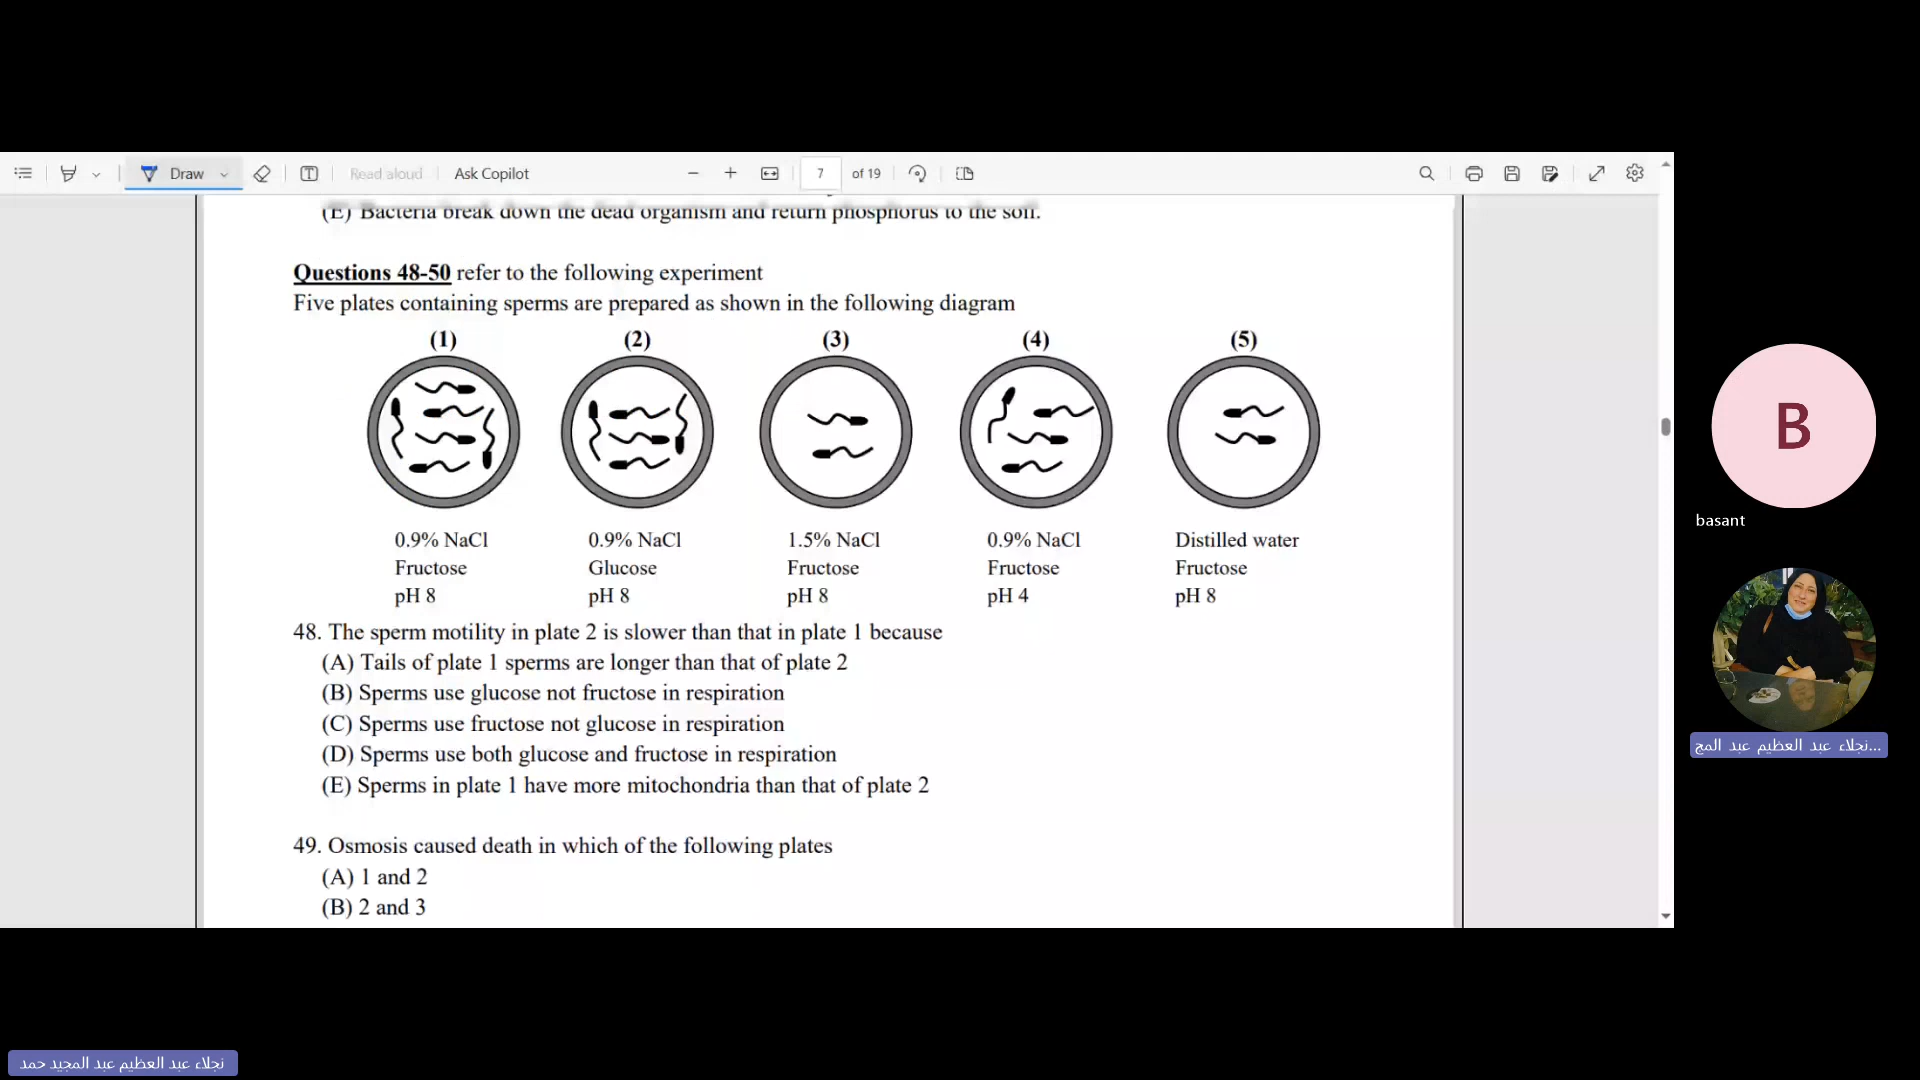 Draw
Read aloud
Ask Copilot
7
of 19
(E) Bacteria break down the dead organism and return phosphorus to the soil.
Questions 48-50 refer to the following experiment
Five plates containing sperms are prepared as shown in the following diagram
(1) (2) (3) (4) (5)
0.9% NaCl 0.9% NaCl 1.5% NaCl 0.9% NaCl Distilled water
Fructose Glucose Fructose Fructose Fructose
pH 8 pH 8 pH 8 pH 4 pH 8
48. The sperm motility in plate 2 is slower than that in plate 1 because
(A) Tails of plate 1 sperms are longer than that of plate 2
(B) Sperms use glucose not fructose in respiration
(C) Sperms use fructose not glucose in respiration
(D) Sperms use both glucose and fructose in respiration
(E) Sperms in plate 1 have more mitochondria than that of plate 2
49. Osmosis caused death in which of the following plates
(A) 1 and 2
(B) 2 and 3
B
basant
نجلاء عبد العظيم عبد المج...
نجلاء عبد العظيم عبد المجيد حمد